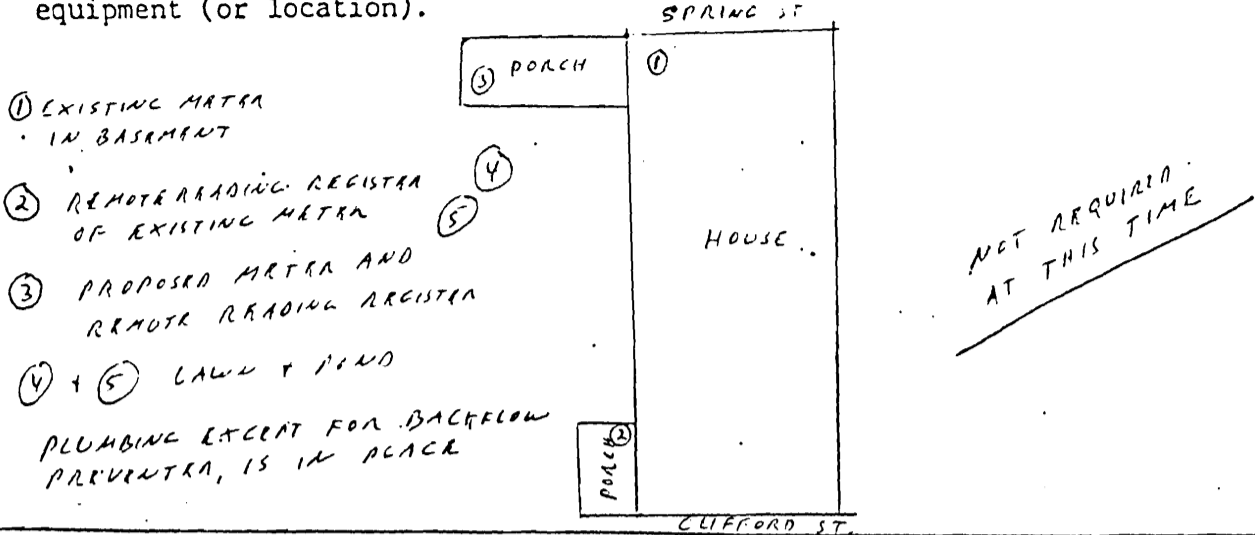 equipment (or location).
SPRING ST
③ PORCH
①
① EXISTING METER
IN BASEMENT
② REMOTE READING REGISTER
OF EXISTING METER
④
⑤
HOUSE
NOT REQUIRED
AT THIS TIME
③ PROPOSED METER AND
REMOTE READING REGISTER
④ + ⑤ LAWN + POND
PLUMBING EXCEPT FOR BACKFLOW
PREVENTER, IS IN PLACE
PORCH ②
CLIFFORD ST.